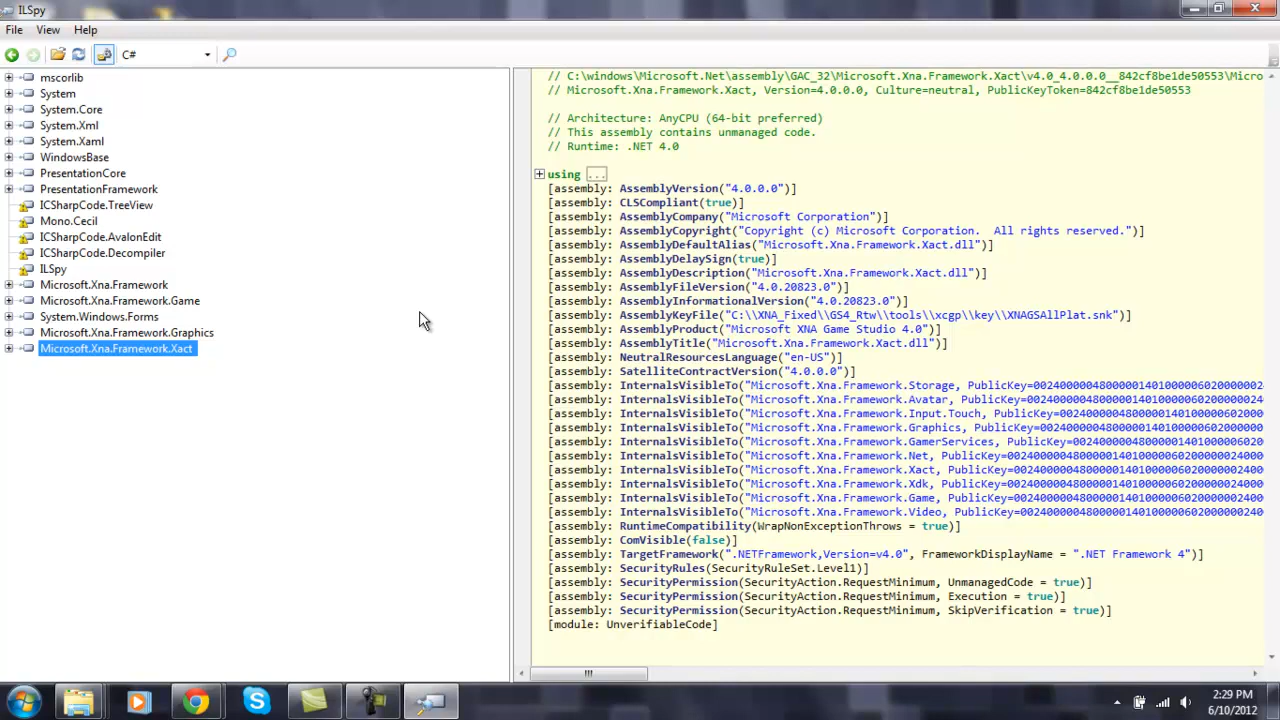 ILSpy
File View Help
C#
mscorlib
System
System.Core
System.Xml
System.Xaml
WindowsBase
PresentationCore
PresentationFramework
ICSharpCode.TreeView
Mono.Cecil
ICSharpCode.AvalonEdit
ICSharpCode.Decompiler
ILSpy
Microsoft.Xna.Framework
Microsoft.Xna.Framework.Game
System.Windows.Forms
Microsoft.Xna.Framework.Graphics
Microsoft.Xna.Framework.Xact
// C:\windows\Microsoft.Net\assembly\GAC_32\Microsoft.Xna.Framework.Xact\v4.0_4.0.0.0__842cf8be1de50553\Micro
// Microsoft.Xna.Framework.Xact, Version=4.0.0.0, Culture=neutral, PublicKeyToken=842cf8be1de50553
// Architecture: AnyCPU (64-bit preferred)
// This assembly contains unmanaged code.
// Runtime: .NET 4.0
using ...
[assembly: AssemblyVersion("4.0.0.0")]
[assembly: CLSCompliant(true)]
[assembly: AssemblyCompany("Microsoft Corporation")]
[assembly: AssemblyCopyright("Copyright (c) Microsoft Corporation.  All rights reserved.")]
[assembly: AssemblyDefaultAlias("Microsoft.Xna.Framework.Xact.dll")]
[assembly: AssemblyDelaySign(true)]
[assembly: AssemblyDescription("Microsoft.Xna.Framework.Xact.dll")]
[assembly: AssemblyFileVersion("4.0.20823.0")]
[assembly: AssemblyInformationalVersion("4.0.20823.0")]
[assembly: AssemblyKeyFile("C:\\XNA_Fixed\\GS4_Rtw\\tools\\xcgp\\key\\XNAGSAllPlat.snk")]
[assembly: AssemblyProduct("Microsoft XNA Game Studio 4.0")]
[assembly: AssemblyTitle("Microsoft.Xna.Framework.Xact.dll")]
[assembly: NeutralResourcesLanguage("en-US")]
[assembly: SatelliteContractVersion("4.0.0.0")]
[assembly: InternalsVisibleTo("Microsoft.Xna.Framework.Storage, PublicKey=00240000048000001401000006020000002
[assembly: InternalsVisibleTo("Microsoft.Xna.Framework.Avatar, PublicKey=002400000480000014010000060200000024
[assembly: InternalsVisibleTo("Microsoft.Xna.Framework.Input.Touch, PublicKey=0024000004800000140100000602000
[assembly: InternalsVisibleTo("Microsoft.Xna.Framework.Graphics, PublicKey=0024000004800000140100000602000000
[assembly: InternalsVisibleTo("Microsoft.Xna.Framework.GamerServices, PublicKey=0024000004800000140100000602
[assembly: InternalsVisibleTo("Microsoft.Xna.Framework.Net, PublicKey=002400000480000014010000060200000024000
[assembly: InternalsVisibleTo("Microsoft.Xna.Framework.Xact, PublicKey=00240000048000001401000006020000002400
[assembly: InternalsVisibleTo("Microsoft.Xna.Framework.Xdk, PublicKey=002400000480000014010000060200000024000
[assembly: InternalsVisibleTo("Microsoft.Xna.Framework.Game, PublicKey=00240000048000001401000006020000002400
[assembly: InternalsVisibleTo("Microsoft.Xna.Framework.Video, PublicKey=0024000004800000140100000602000000240
[assembly: RuntimeCompatibility(WrapNonExceptionThrows = true)]
[assembly: ComVisible(false)]
[assembly: TargetFramework(".NETFramework,Version=v4.0", FrameworkDisplayName = ".NET Framework 4")]
[assembly: SecurityRules(SecurityRuleSet.Level1)]
[assembly: SecurityPermission(SecurityAction.RequestMinimum, UnmanagedCode = true)]
[assembly: SecurityPermission(SecurityAction.RequestMinimum, Execution = true)]
[assembly: SecurityPermission(SecurityAction.RequestMinimum, SkipVerification = true)]
[module: UnverifiableCode]
2:29 PM
6/10/2012